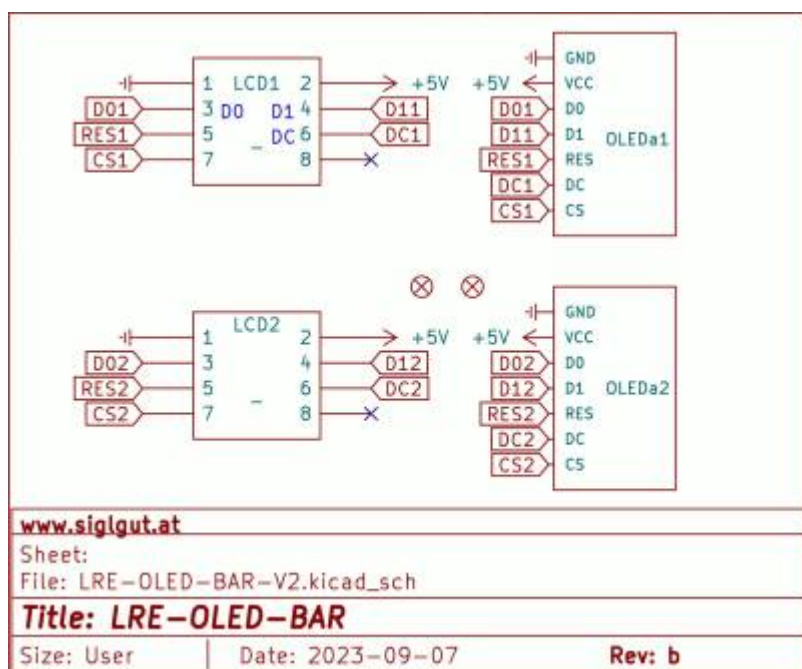 GND
1 LCD1 2 +5V +5V VCC
D01 3 D0 D1 4 D11 D01 D0
RES1 5 DC 6 DC1 D11 D1 OLEDa1
CS1 7 _ 8 RES1 RES
DC1 DC
CS1 CS
GND
1 LCD2 2 +5V +5V VCC
D02 3 4 D12 D02 D0
RES2 5 6 DC2 D12 D1 OLEDa2
CS2 7 _ 8 RES2 RES
DC2 DC
CS2 CS
www.siglgut.at
Sheet:
File: LRE-OLED-BAR-V2.kicad_sch
Title: LRE-OLED-BAR
Size: User Date: 2023-09-07 Rev: b